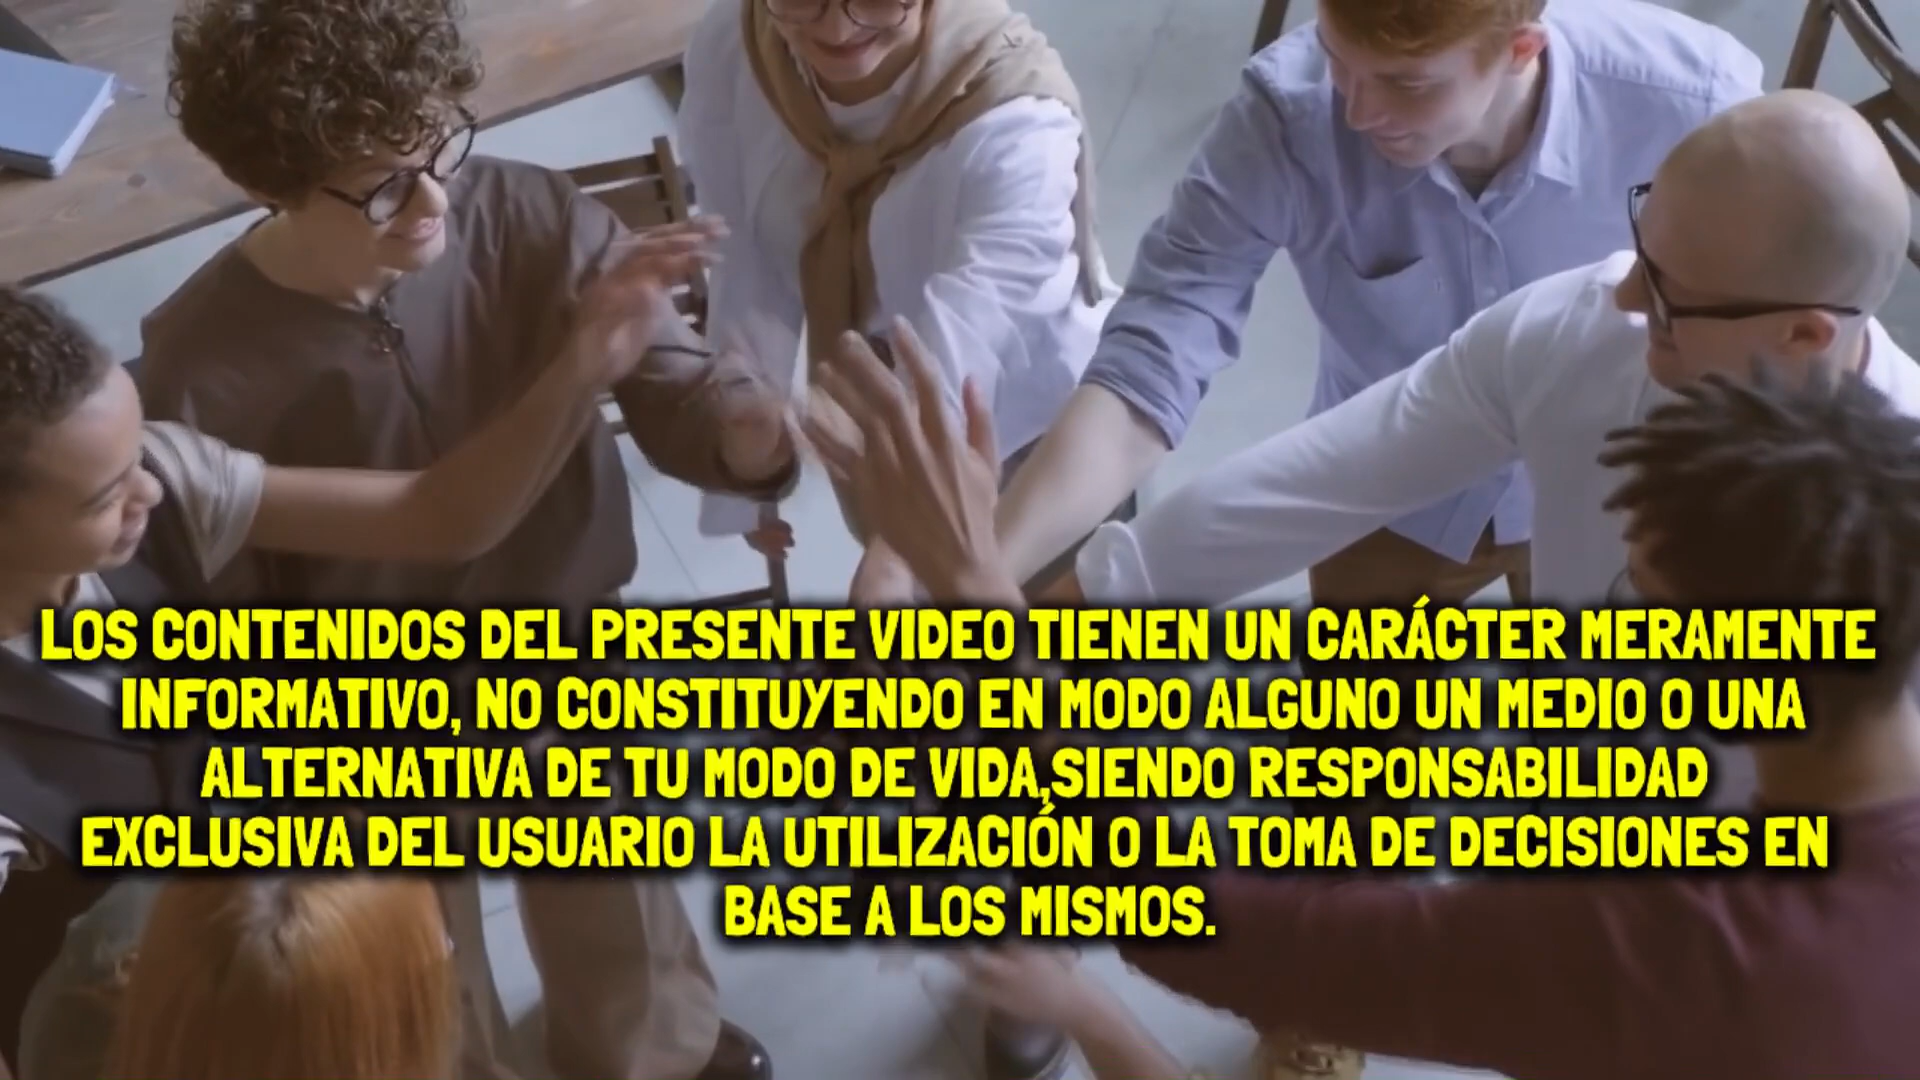 LOS CONTENIDOS DEL PRESENTE VIDEO TIENEN UN CARÁCTER MERAMENTE
INFORMATIVO, NO CONSTITUYENDO EN MODO ALGUNO UN MEDIO O UNA
ALTERNATIVA DE TU MODO DE VIDA,SIENDO RESPONSABILIDAD
EXCLUSIVA DEL USUARIO LA UTILIZACIÓN O LA TOMA DE DECISIONES EN
BASE A LOS MISMOS.